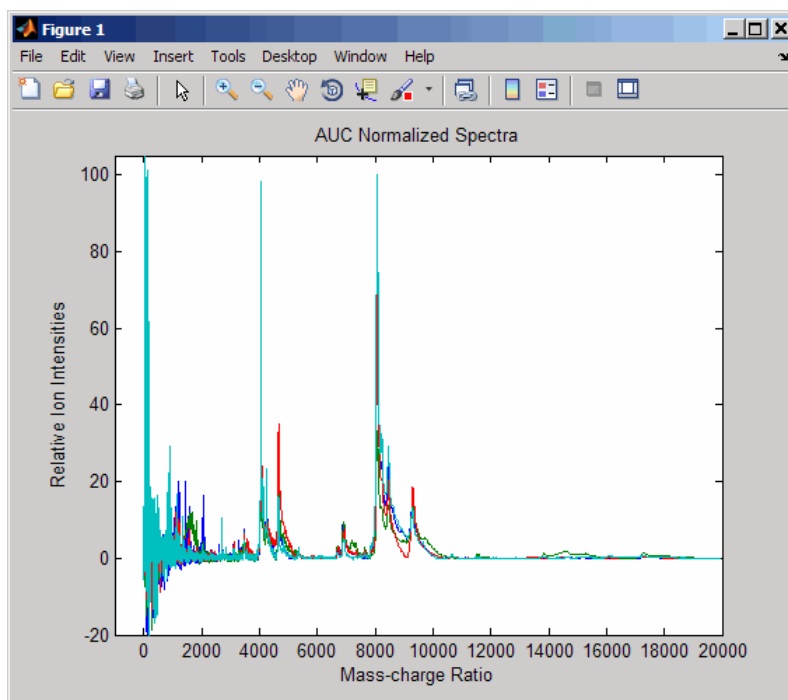 Figure 1
File Edit View Insert Tools Desktop Window Help
AUC Normalized Spectra
100
80
60
40
20
0
-20
Relative Ion Intensities
0 2000 4000 6000 8000 10000 12000 14000 16000 18000 20000
Mass-charge Ratio